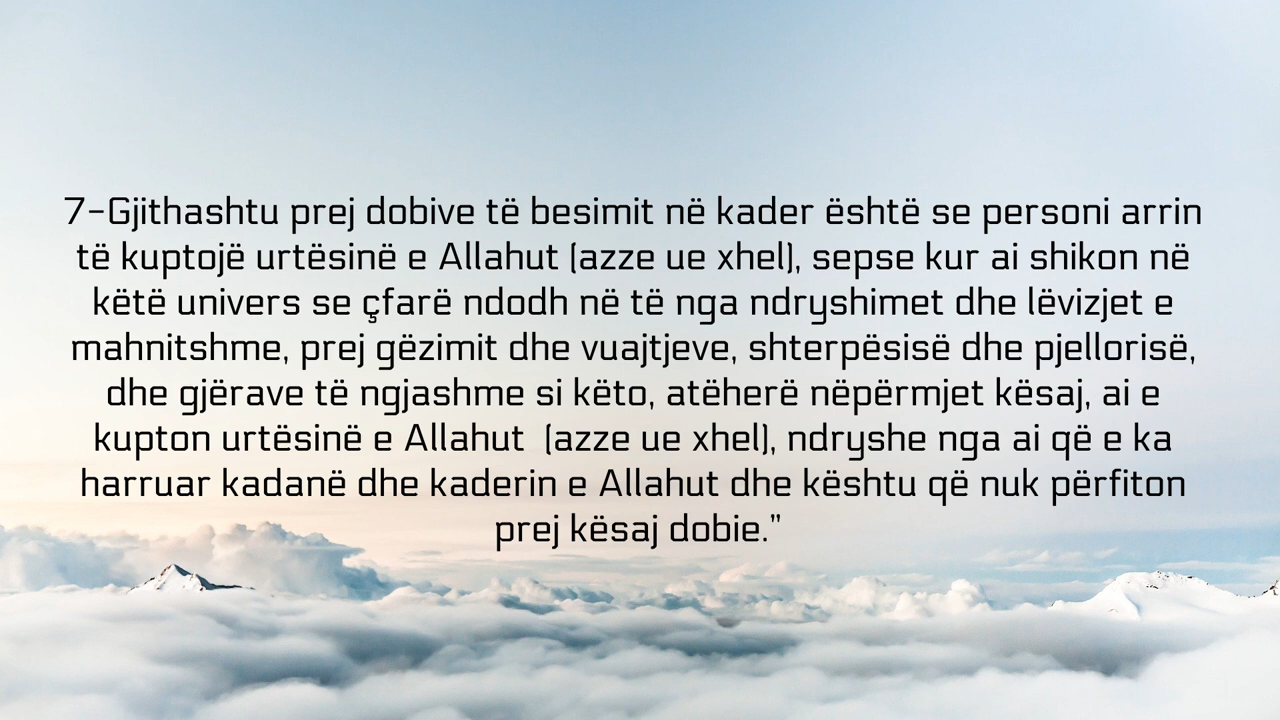 7-Gjithashtu prej dobive të besimit në kader është se personi arrin
të kuptojë urtësinë e Allahut (azze ue xhel), sepse kur ai shikon në
këtë univers se çfarë ndodh në të nga ndryshimet dhe lëvizjet e
mahnitshme, prej gëzimit dhe vuajtjeve, shterpësisë dhe pjellorisë,
dhe gjërave të ngjashme si këto, atëherë nëpërmjet kësaj, ai e
kupton urtësinë e Allahut (azze ue xhel), ndryshe nga ai që e ka
harruar kadanë dhe kaderin e Allahut dhe kështu që nuk përfiton
prej kësaj dobie.”